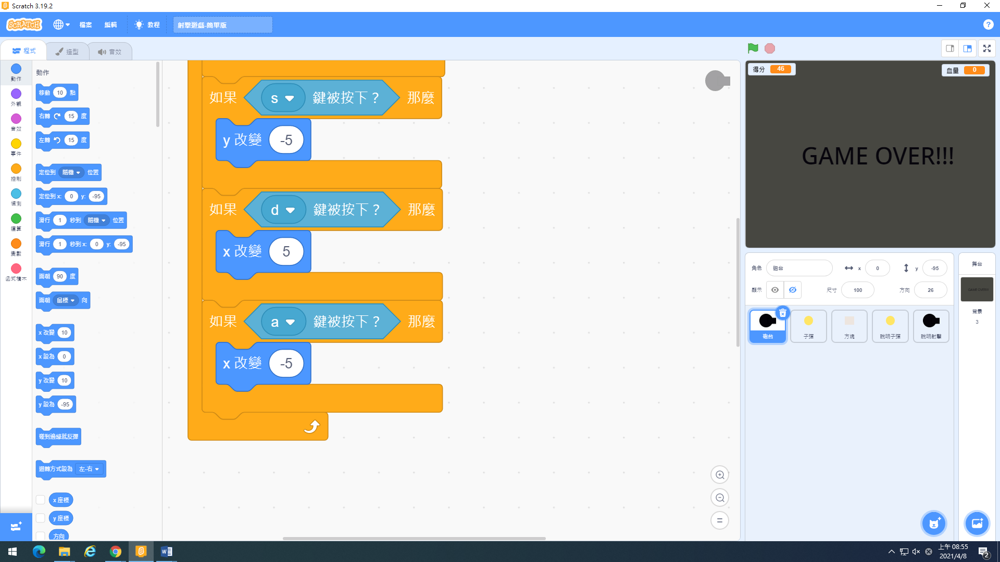 Scratch 3.19.2
SCRATCH 檔案 編輯 教程 射擊遊戲-簡單版
程式 造型 音效
動作
外觀
音效
事件
控制
偵測
運算
變數
函式積木
動作
移動 10 點
右轉 15 度
左轉 15 度
定位到 隨機 位置
定位到 x: 0 y: -95
滑行 1 秒到 隨機 位置
滑行 1 秒到 x: 0 y: -95
面朝 90 度
面朝 鼠標 向
x 改變 10
x 設為 0
y 改變 10
y 設為 -95
碰到邊緣就反彈
迴轉方式設為 左-右
x 座標
y 座標
方向
如果 s 鍵被按下？ 那麼
y 改變 -5
如果 d 鍵被按下？ 那麼
x 改變 5
如果 a 鍵被按下？ 那麼
x 改變 -5
得分 46 血量 0
GAME OVER!!!
角色 砲台 x 0 y -95
顯示 尺寸 100 方向 26
砲台 子彈 方塊 說明子彈 說明射擊
舞台
GAME OVER!!!
背景
3
上午 08:55
2021/4/8
2